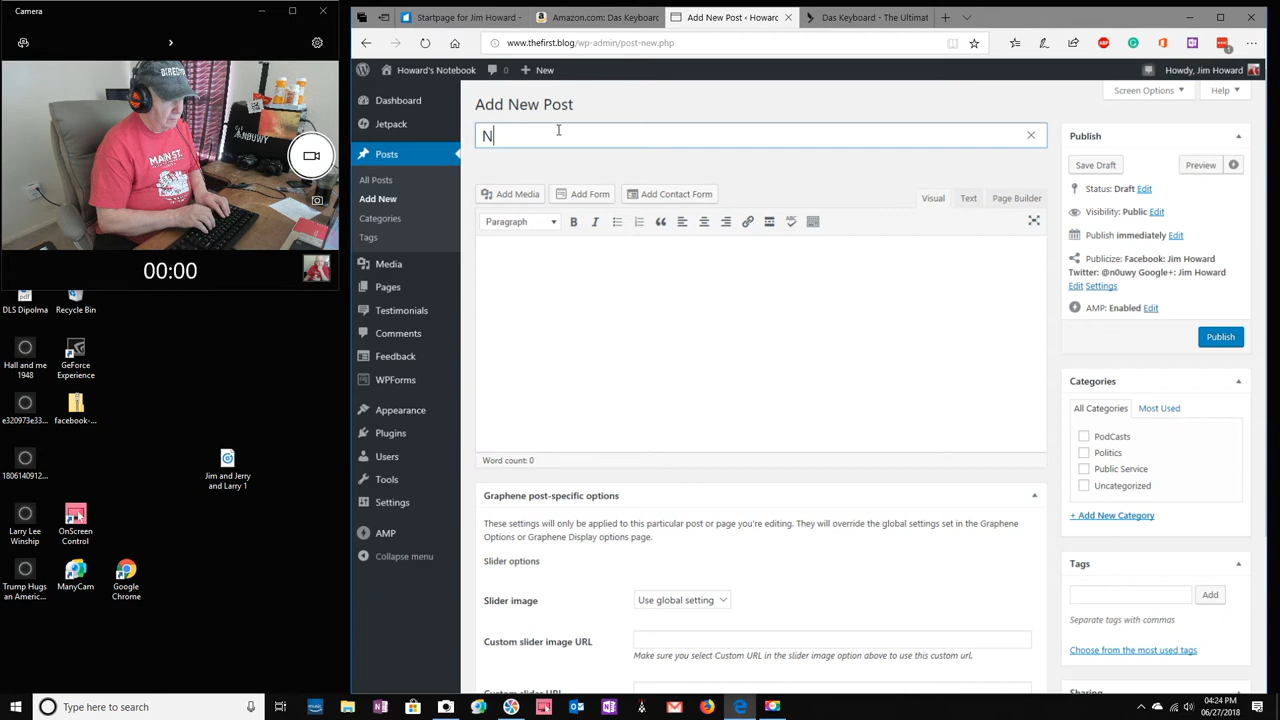 Camera
DIRECTV
MAIN ST.
N0UWY
00:00
DLS Dipolma
Recycle Bin
Hall and me 1948
GeForce Experience
e320973e33...
facebook-...
1806140912...
Jim and Jerry and Larry 1
Larry Lee Winship
OnScreen Control
Trump Hugs an Americ...
ManyCam
Google Chrome
Startpage for Jim Howard -
Amazon.com: Das Keyboard
Add New Post ‹ Howard
Das Keyboard - The Ultimat
www.thefirst.blog/wp-admin/post-new.php
Howard's Notebook
0
New
Howdy, Jim Howard
Dashboard
Jetpack
Posts
All Posts
Add New
Categories
Tags
Media
Pages
Testimonials
Comments
Feedback
WPForms
Appearance
Plugins
Users
Tools
Settings
AMP
Collapse menu
Screen Options
Help
Add New Post
N
Add Media
Add Form
Add Contact Form
Visual
Text
Page Builder
Paragraph
B I
Word count: 0
Graphene post-specific options
These settings will only be applied to this particular post or page you're editing. They will override the global settings set in the Graphene
Options or Graphene Display options page.
Slider options
Slider image
Use global setting
Custom slider image URL
Make sure you select Custom URL in the slider image option above to use this custom url.
Custom slider URL
Publish
Save Draft
Preview
Status: Draft Edit
Visibility: Public Edit
Publish immediately Edit
Publicize: Facebook: Jim Howard
Twitter: @n0uwy Google+: Jim Howard
Edit Settings
AMP: Enabled Edit
Publish
Categories
All Categories
Most Used
PodCasts
Politics
Public Service
Uncategorized
+ Add New Category
Tags
Add
Separate tags with commas
Choose from the most used tags
Sharing
Type here to search
04:24 PM
06/27/2018